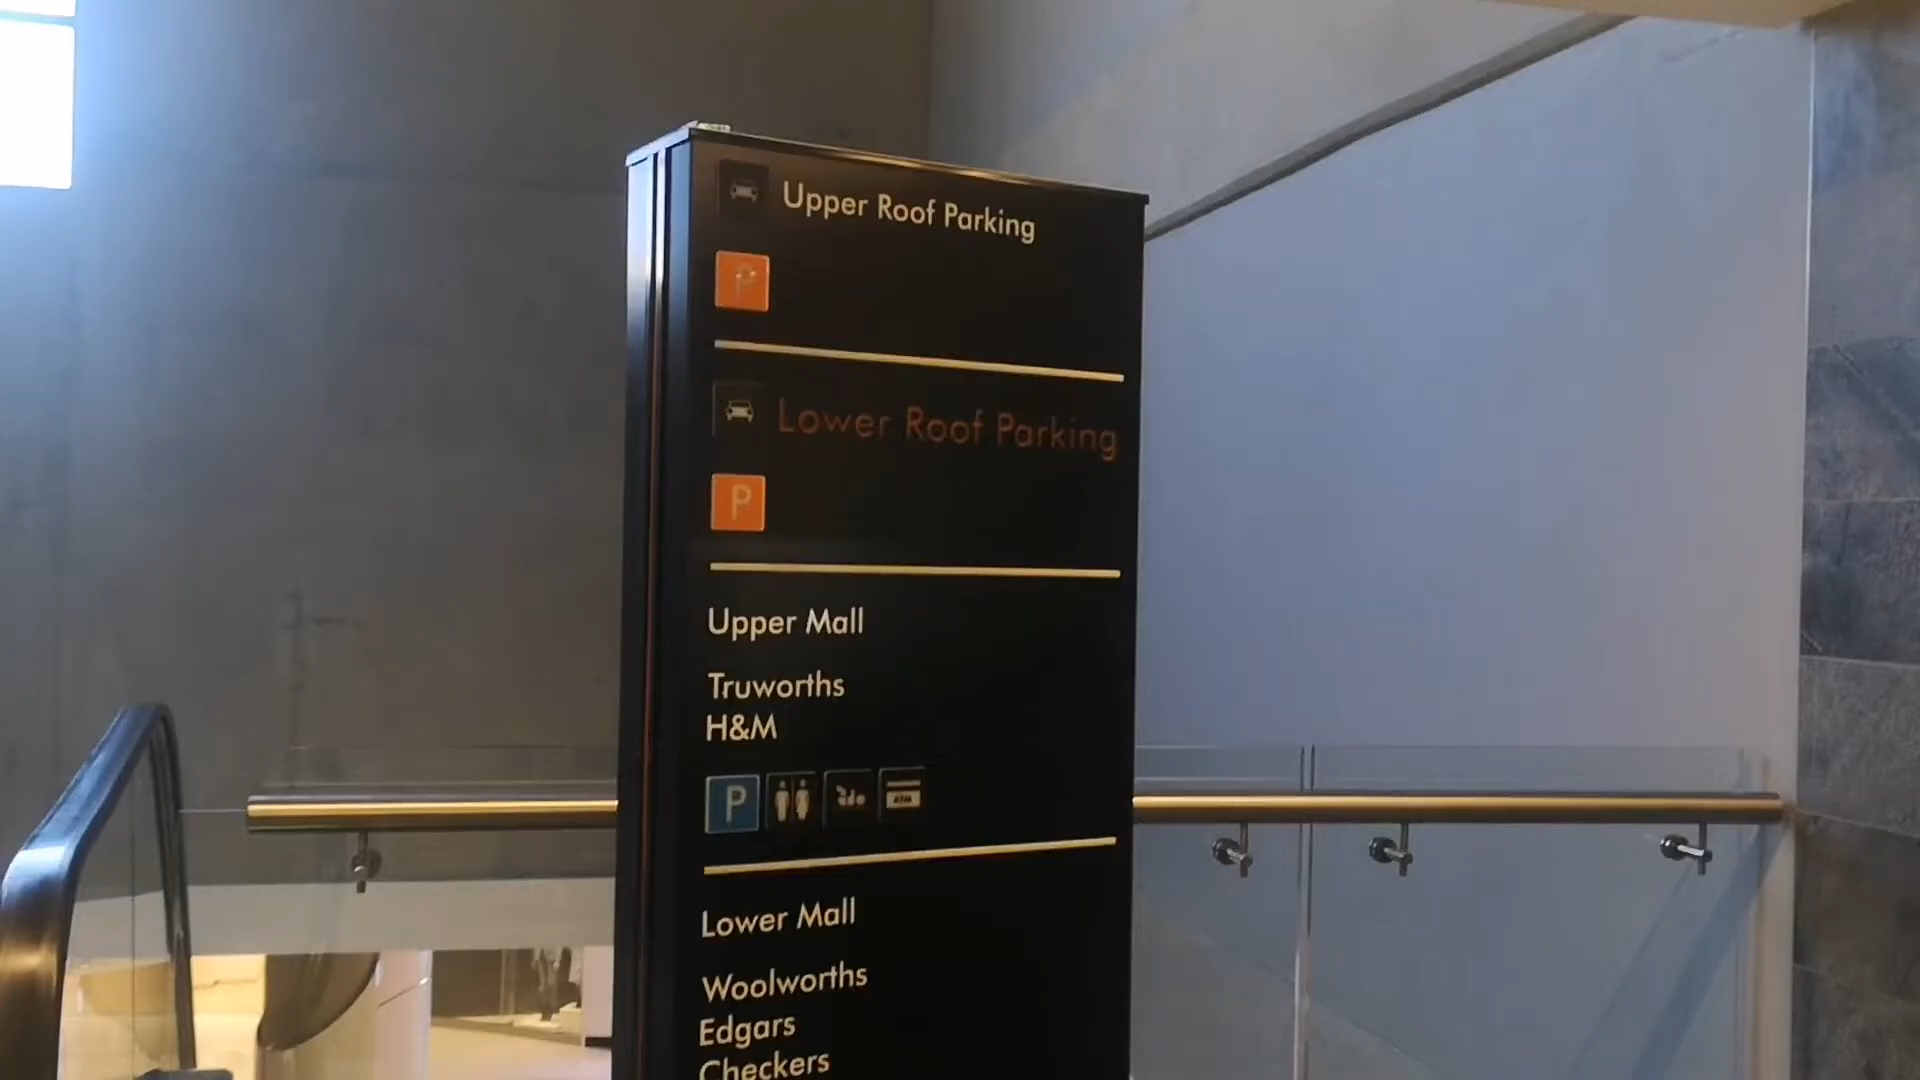 Upper Roof Parking
P
Lower Roof Parking
P
Upper Mall
Truworths
H&M
P
ATM
Lower Mall
Woolworths
Edgars
Checkers